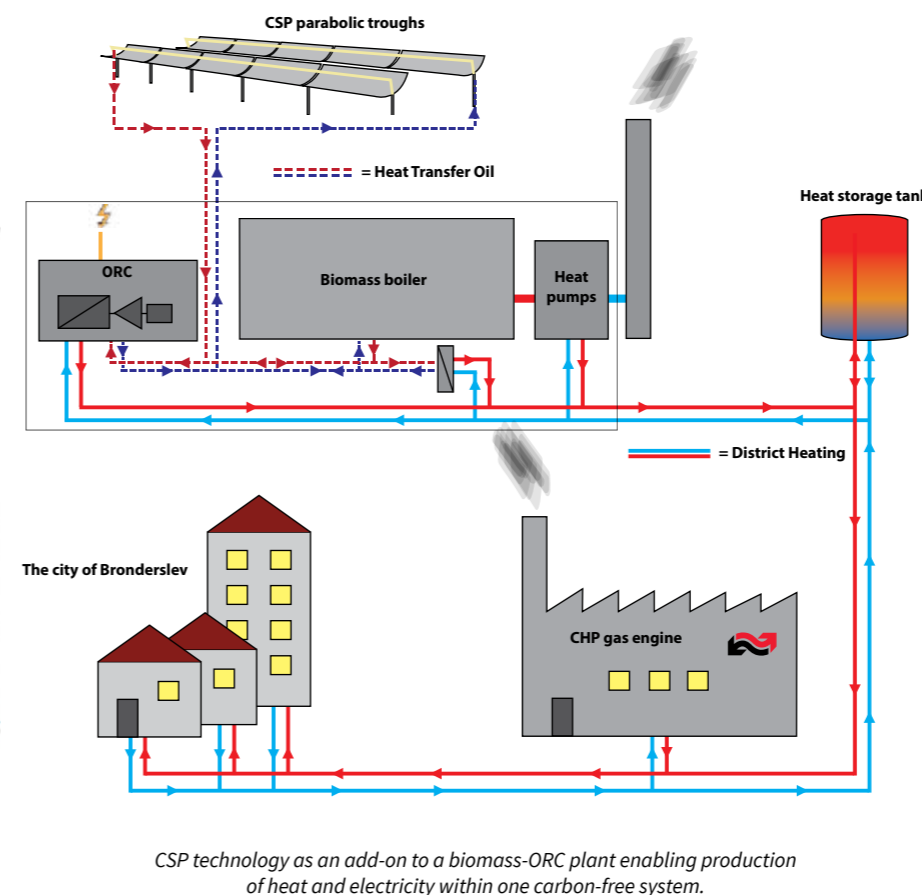 CSP parabolic troughs
= Heat Transfer Oil
Heat storage tank
ORC
Biomass boiler
Heat
pumps
= District Heating
The city of Bronderslev
CHP gas engine
CSP technology as an add-on to a biomass-ORC plant enabling production
of heat and electricity within one carbon-free system.